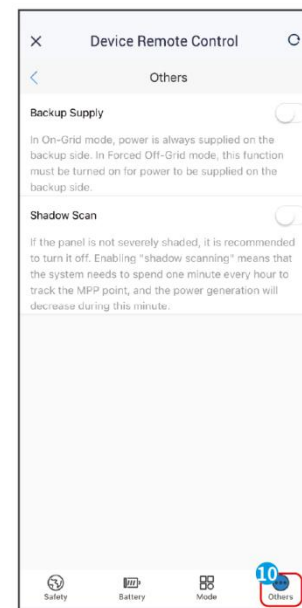 Device Remote Control
Others
Backup Supply
In On-Grid mode, power is always supplied on the
backup side. In Forced Off-Grid mode, this function
must be turned on for power to be supplied on the
backup side.
Shadow Scan
If the panel is not severely shaded, it is recommended
to turn it off. Enabling "shadow scanning" means that
the system needs to spend one minute every hour to
track the MPP point, and the power generation will
decrease during this minute.
10
Safety Battery Mode Others